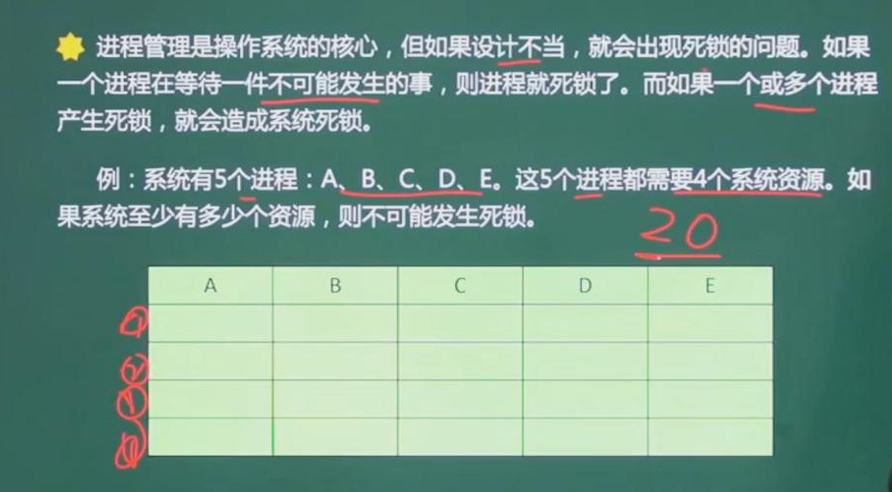 进程管理是操作系统的核心，但如果设计不当，就会出现死锁的问题。如果
一个进程在等待一件不可能发生的事，则进程就死锁了。而如果一个或多个进程
产生死锁，就会造成系统死锁。
例：系统有5个进程：A、B、C、D、E。这5个进程都需要4个系统资源。如
果系统至少有多少个资源，则不可能发生死锁。
20
A B C D E